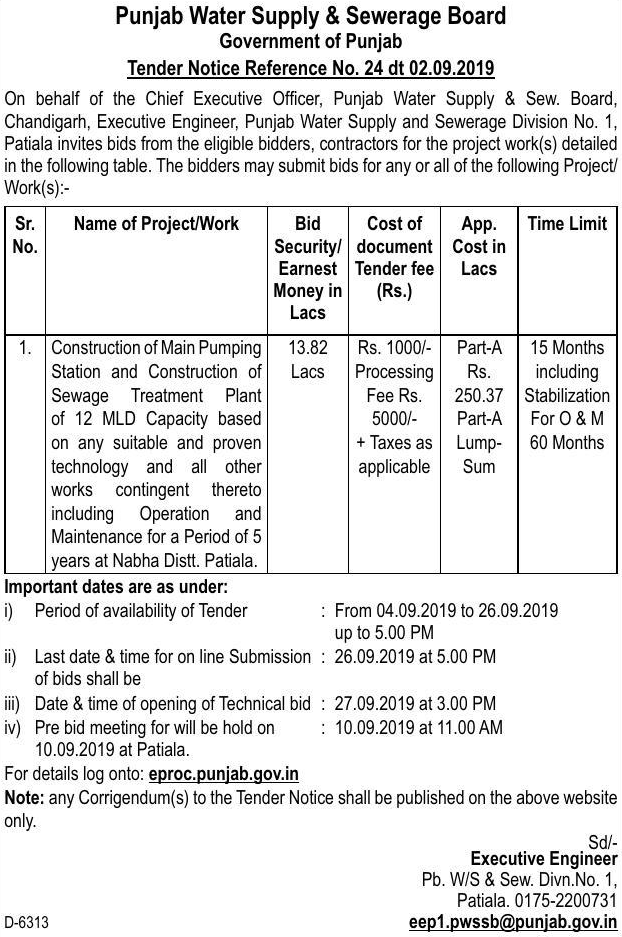 Punjab Water Supply & Sewerage Board
Government of Punjab
Tender Notice Reference No. 24 dt 02.09.2019
On behalf of the Chief Executive Officer, Punjab Water Supply & Sew. Board,
Chandigarh, Executive Engineer, Punjab Water Supply and Sewerage Division No. 1,
Patiala invites bids from the eligible bidders, contractors for the project work(s) detailed
in the following table. The bidders may submit bids for any or all of the following Project/
Work(s):-
Sr.
No.
Name of Project/Work
Bid
Security/
Earnest
Money in
Lacs
Cost of
document
Tender fee
(Rs.)
App.
Cost in
Lacs
Time Limit
1.
Construction of Main Pumping
Station and Construction of
Sewage Treatment Plant
of 12 MLD Capacity based
on any suitable and proven
technology and all other
works contingent thereto
including Operation and
Maintenance for a Period of 5
years at Nabha Distt. Patiala.
13.82
Lacs
Rs. 1000/-
Processing
Fee Rs.
5000/-
+ Taxes as
applicable
Part-A
Rs.
250.37
Part-A
Lump-
Sum
15 Months
including
Stabilization
For O & M
60 Months
Important dates are as under:
i) Period of availability of Tender : From 04.09.2019 to 26.09.2019
up to 5.00 PM
ii) Last date & time for on line Submission : 26.09.2019 at 5.00 PM
of bids shall be
iii) Date & time of opening of Technical bid : 27.09.2019 at 3.00 PM
iv) Pre bid meeting for will be hold on : 10.09.2019 at 11.00 AM
10.09.2019 at Patiala.
For details log onto: eproc.punjab.gov.in
Note: any Corrigendum(s) to the Tender Notice shall be published on the above website
only.
Sd/-
Executive Engineer
Pb. W/S & Sew. Divn.No. 1,
Patiala. 0175-2200731
D-6313 eep1.pwssb@punjab.gov.in